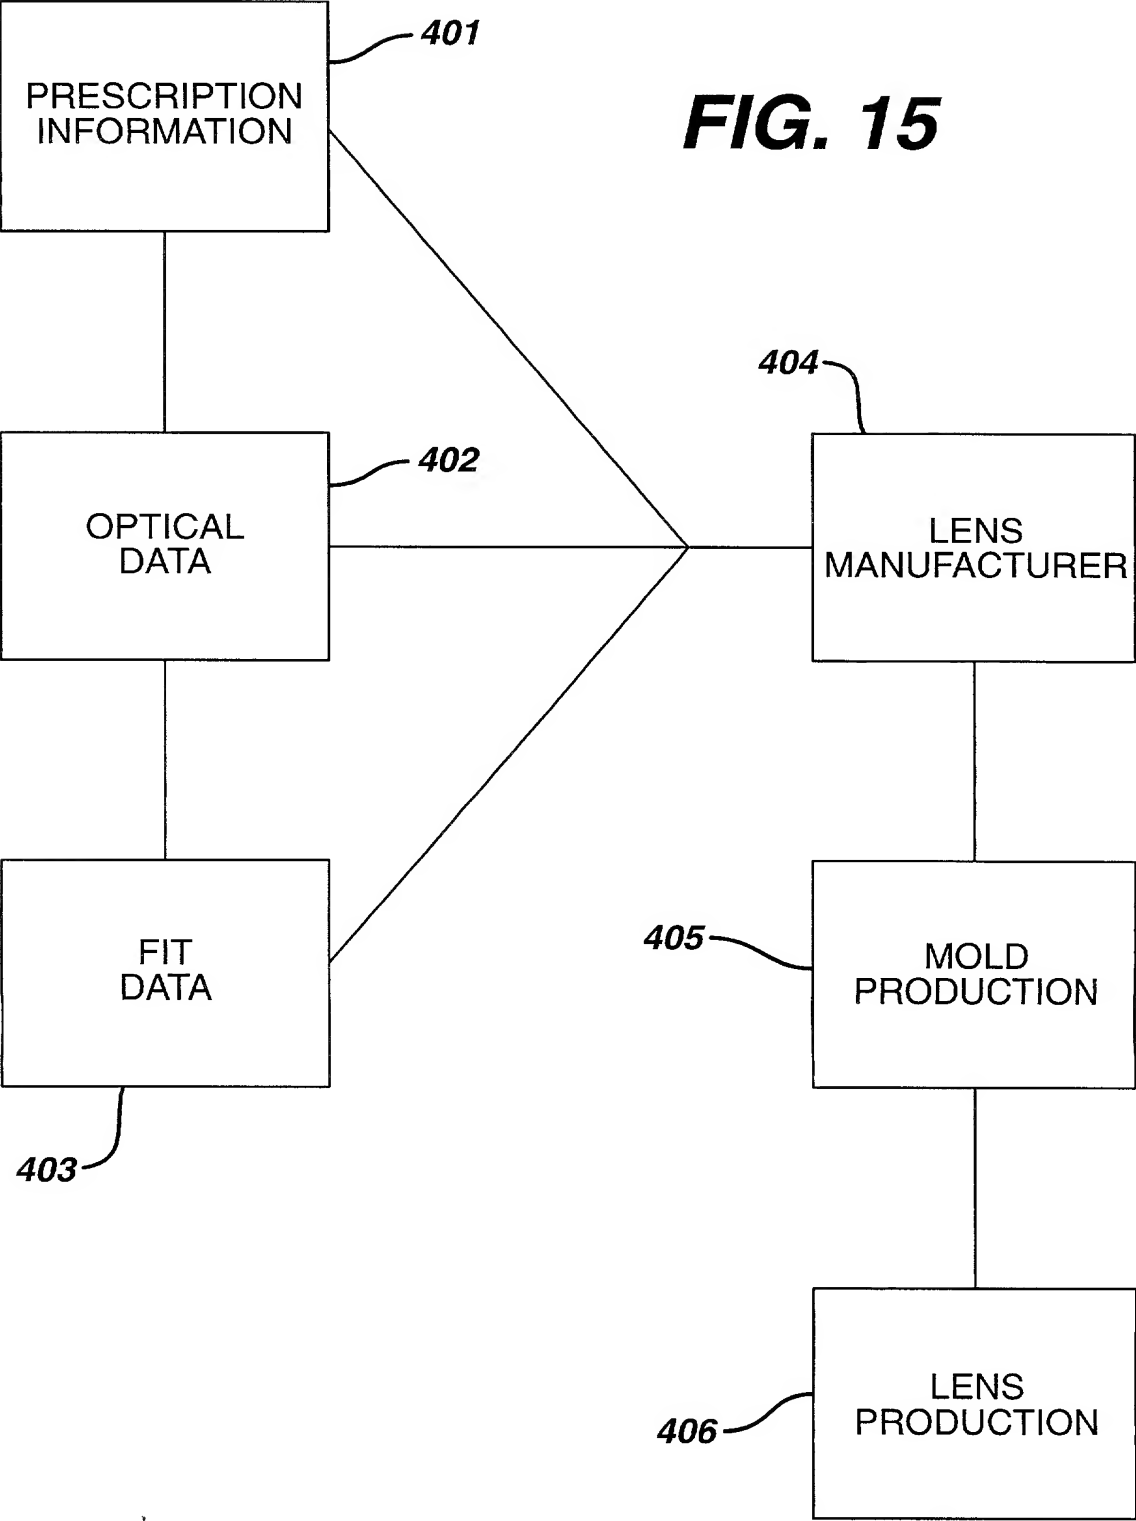 401
PRESCRIPTION
INFORMATION
FIG. 15
404
402
OPTICAL
DATA
LENS
MANUFACTURER
405
FIT
DATA
MOLD
PRODUCTION
403
LENS
PRODUCTION
406